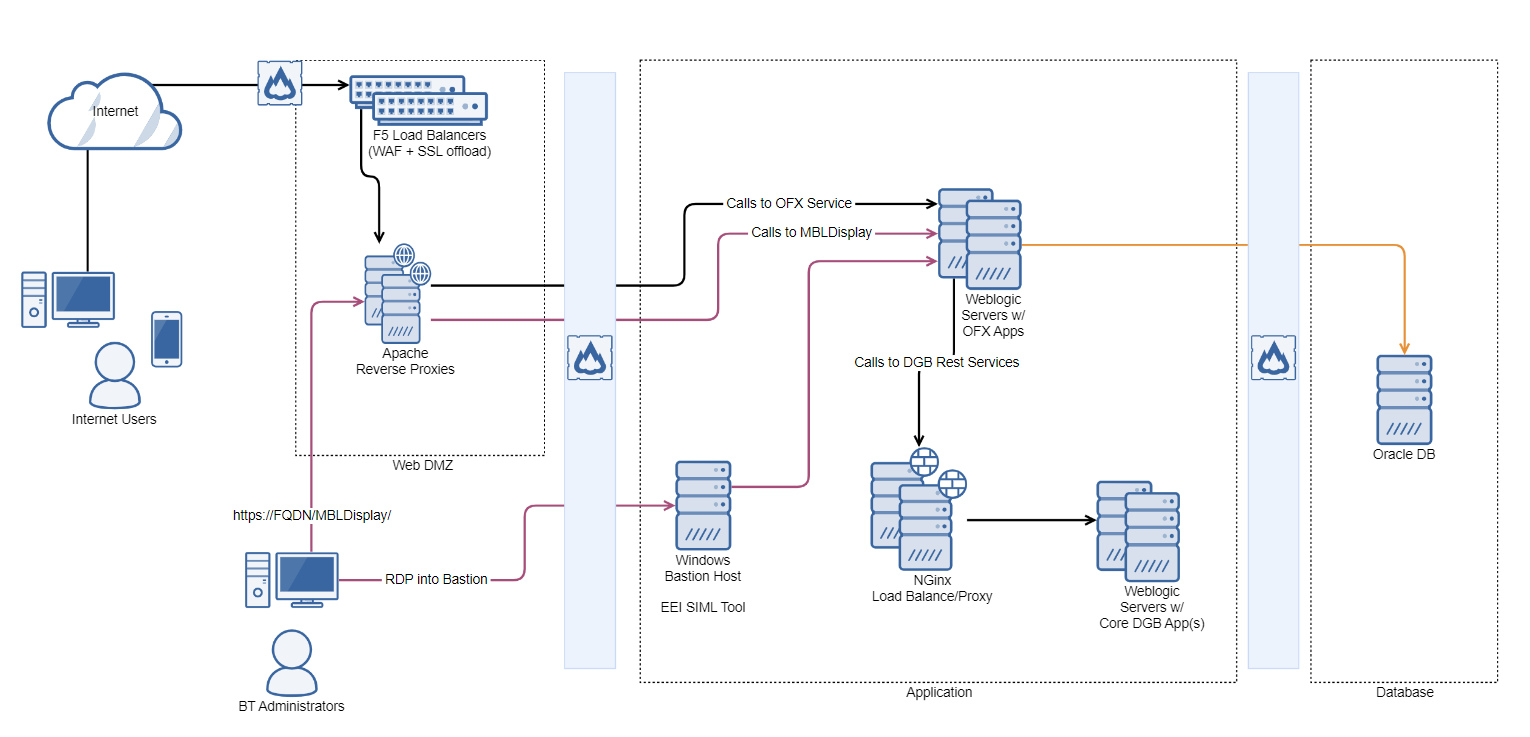 Internet
F5 Load Balancers
(WAF + SSL offload)
Calls to OFX Service
Calls to MBLDisplay
Weblogic
Servers w/
OFX Apps
Apache
Reverse Proxies
Calls to DGB Rest Services
Internet Users
Oracle DB
Web DMZ
https://FQDN/MBLDisplay/
Windows
Bastion Host
EEI SIML Tool
RDP into Bastion
NGinx
Load Balance/Proxy
Weblogic
Servers w/
Core DGB App(s)
Application
Database
BT Administrators